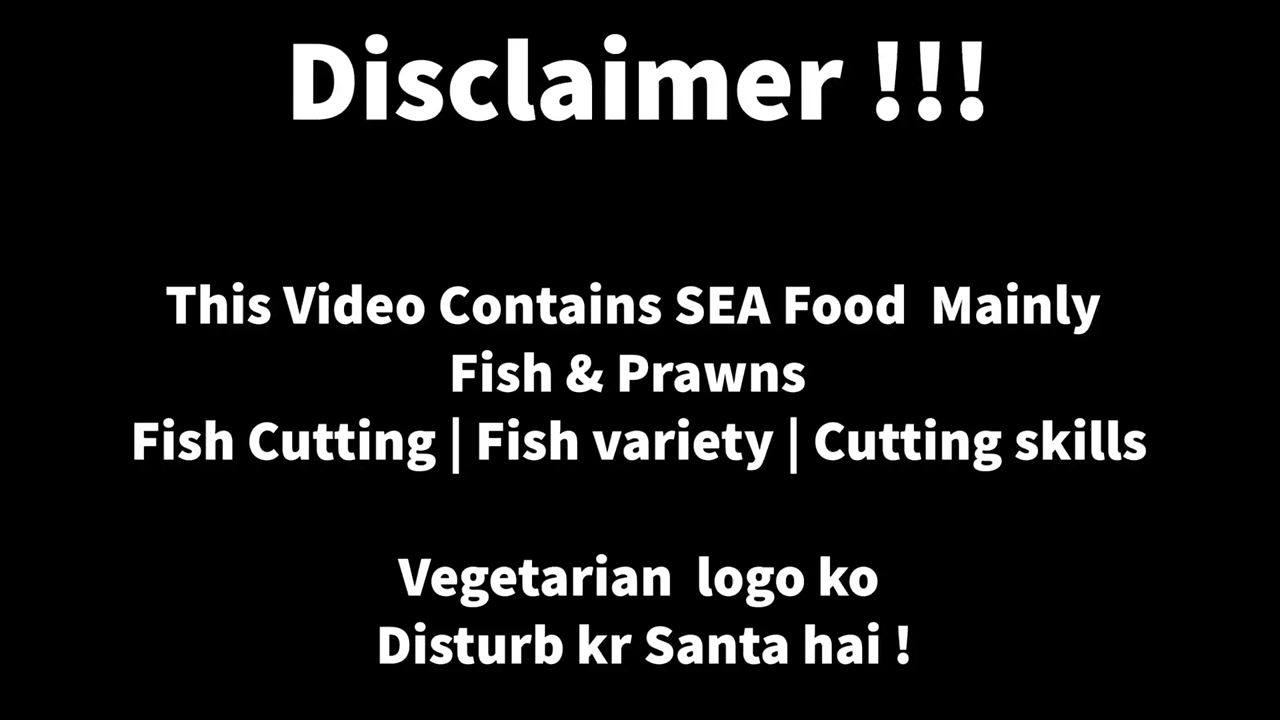 Disclaimer !!!
This Video Contains SEA Food Mainly
Fish & Prawns
Fish Cutting | Fish variety | Cutting skills
Vegetarian logo ko
Disturb kr Santa hai !